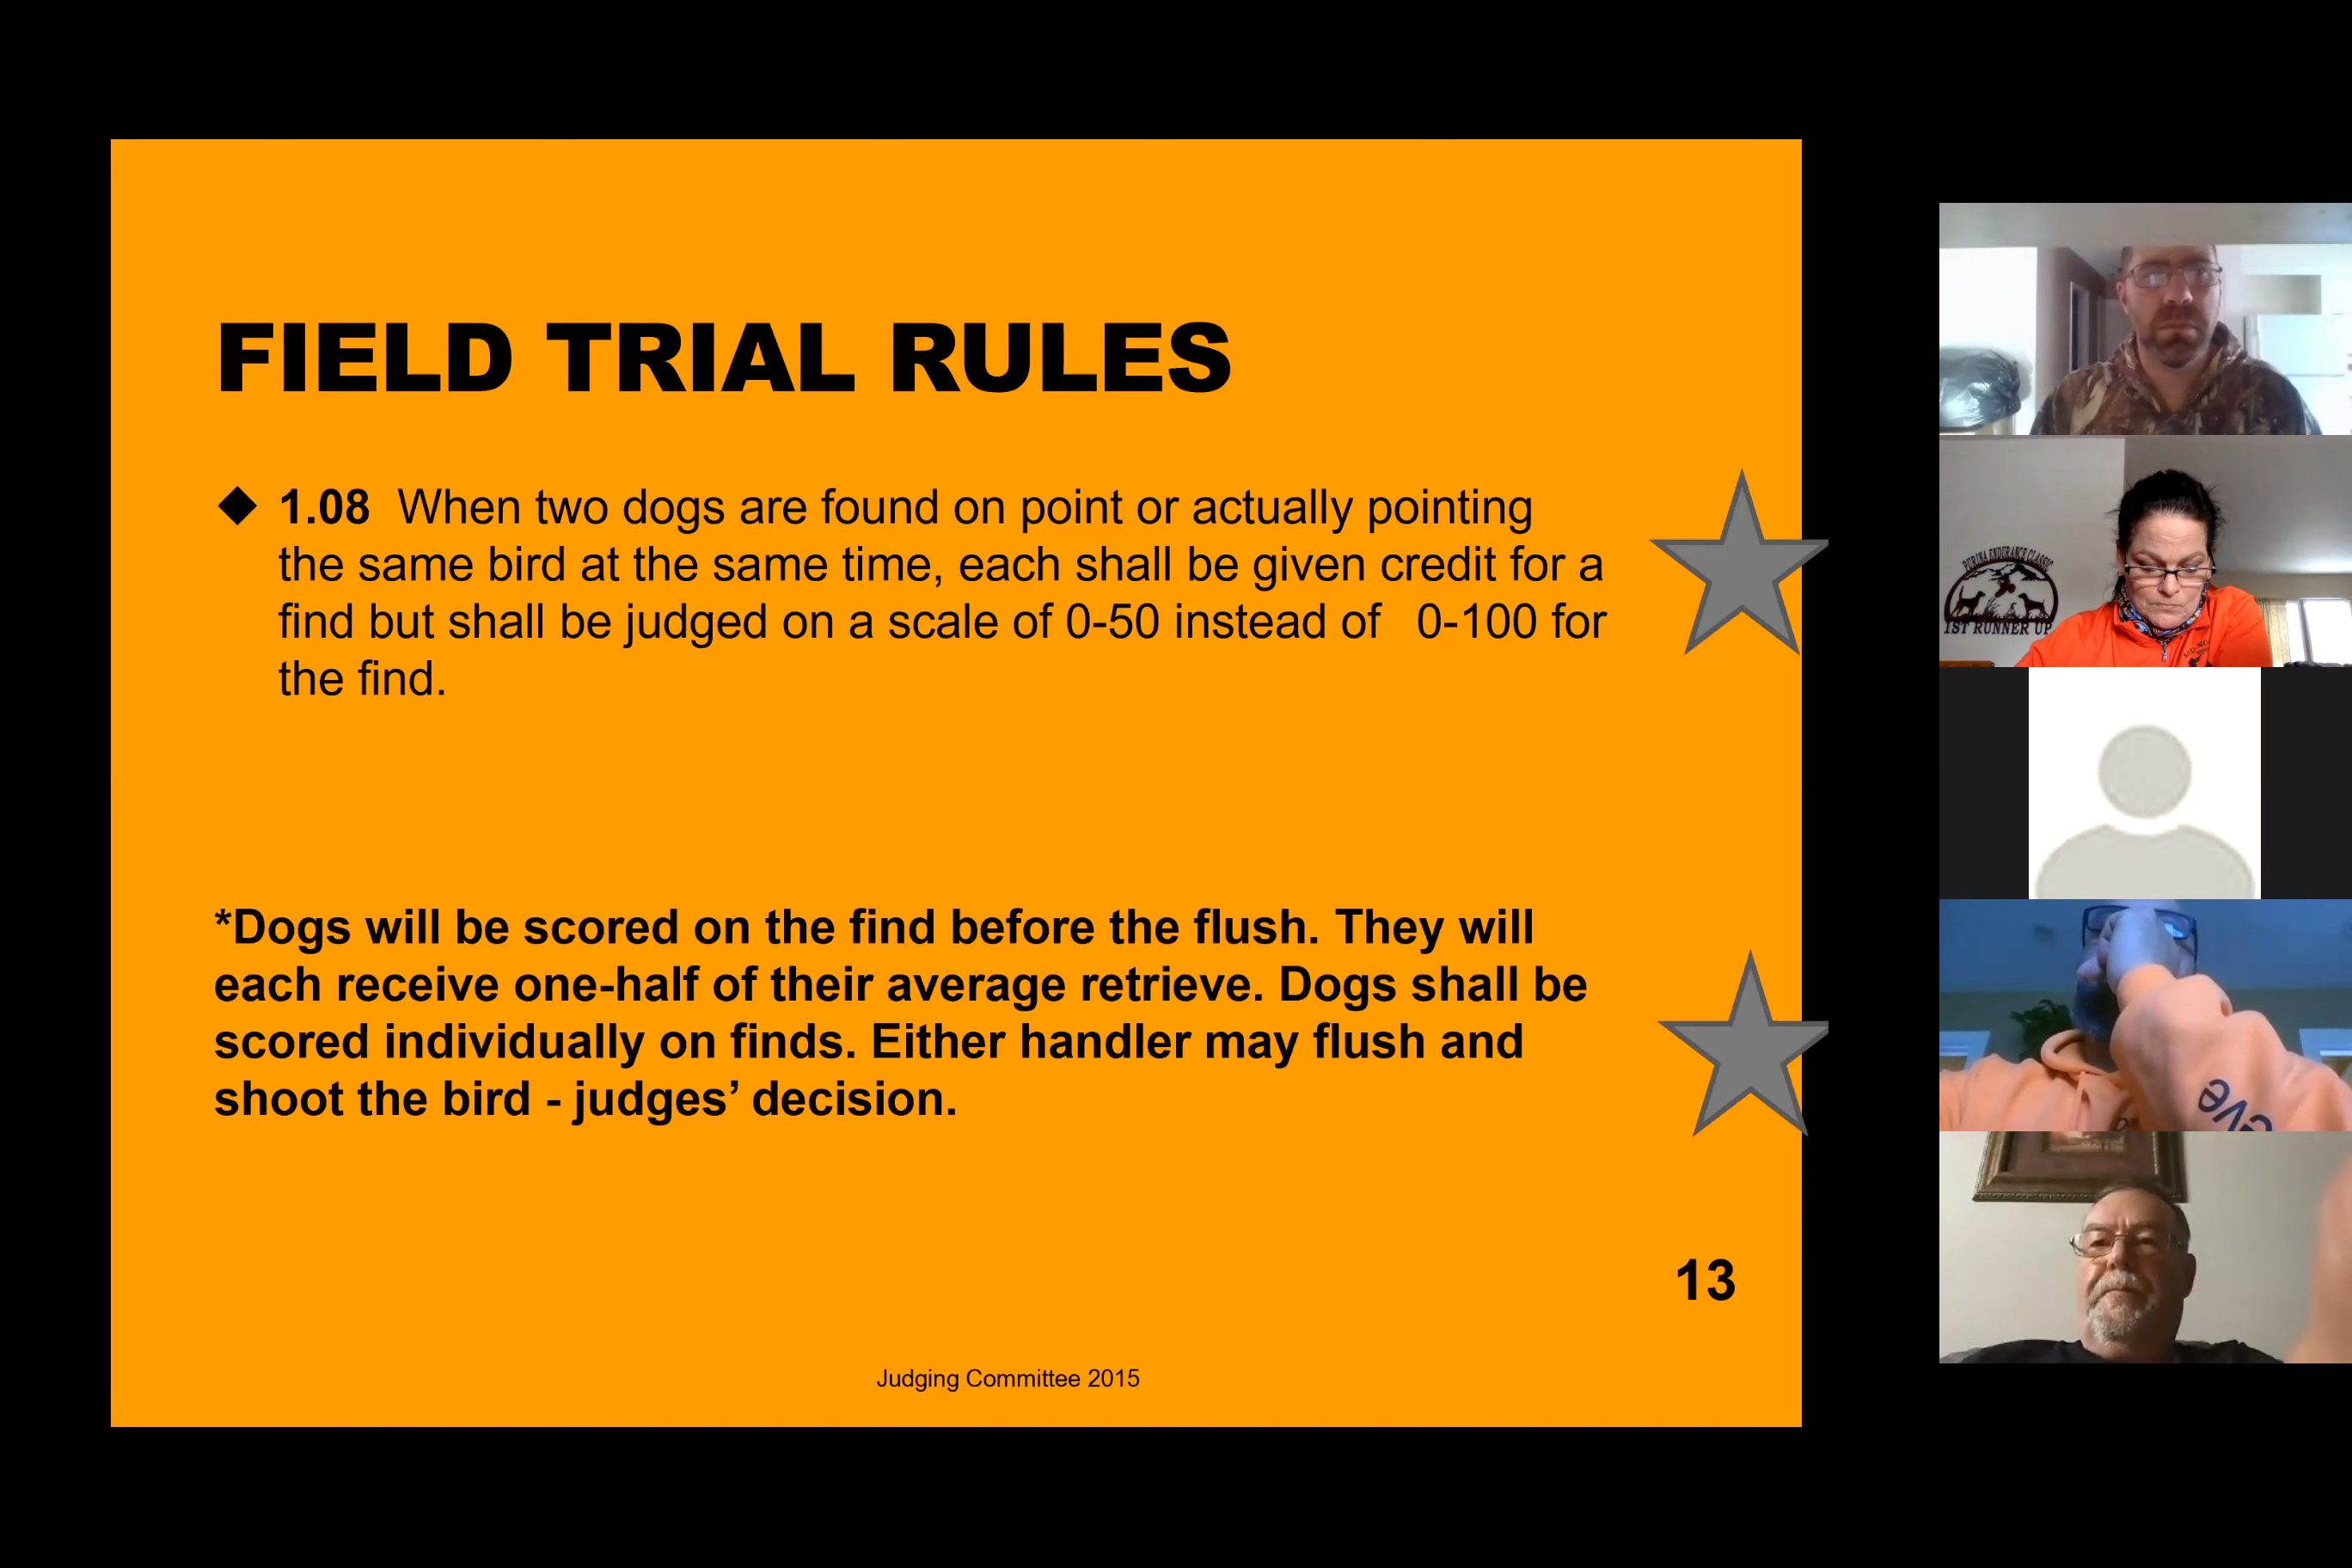 FIELD TRIAL RULES
◆ 1.08 When two dogs are found on point or actually pointing
the same bird at the same time, each shall be given credit for a
find but shall be judged on a scale of 0-50 instead of 0-100 for
the find.
*Dogs will be scored on the find before the flush. They will
each receive one-half of their average retrieve. Dogs shall be
scored individually on finds. Either handler may flush and
shoot the bird - judges’ decision.
13
Judging Committee 2015
PURINA ENDURANCE CLASSIC
1ST RUNNER UP